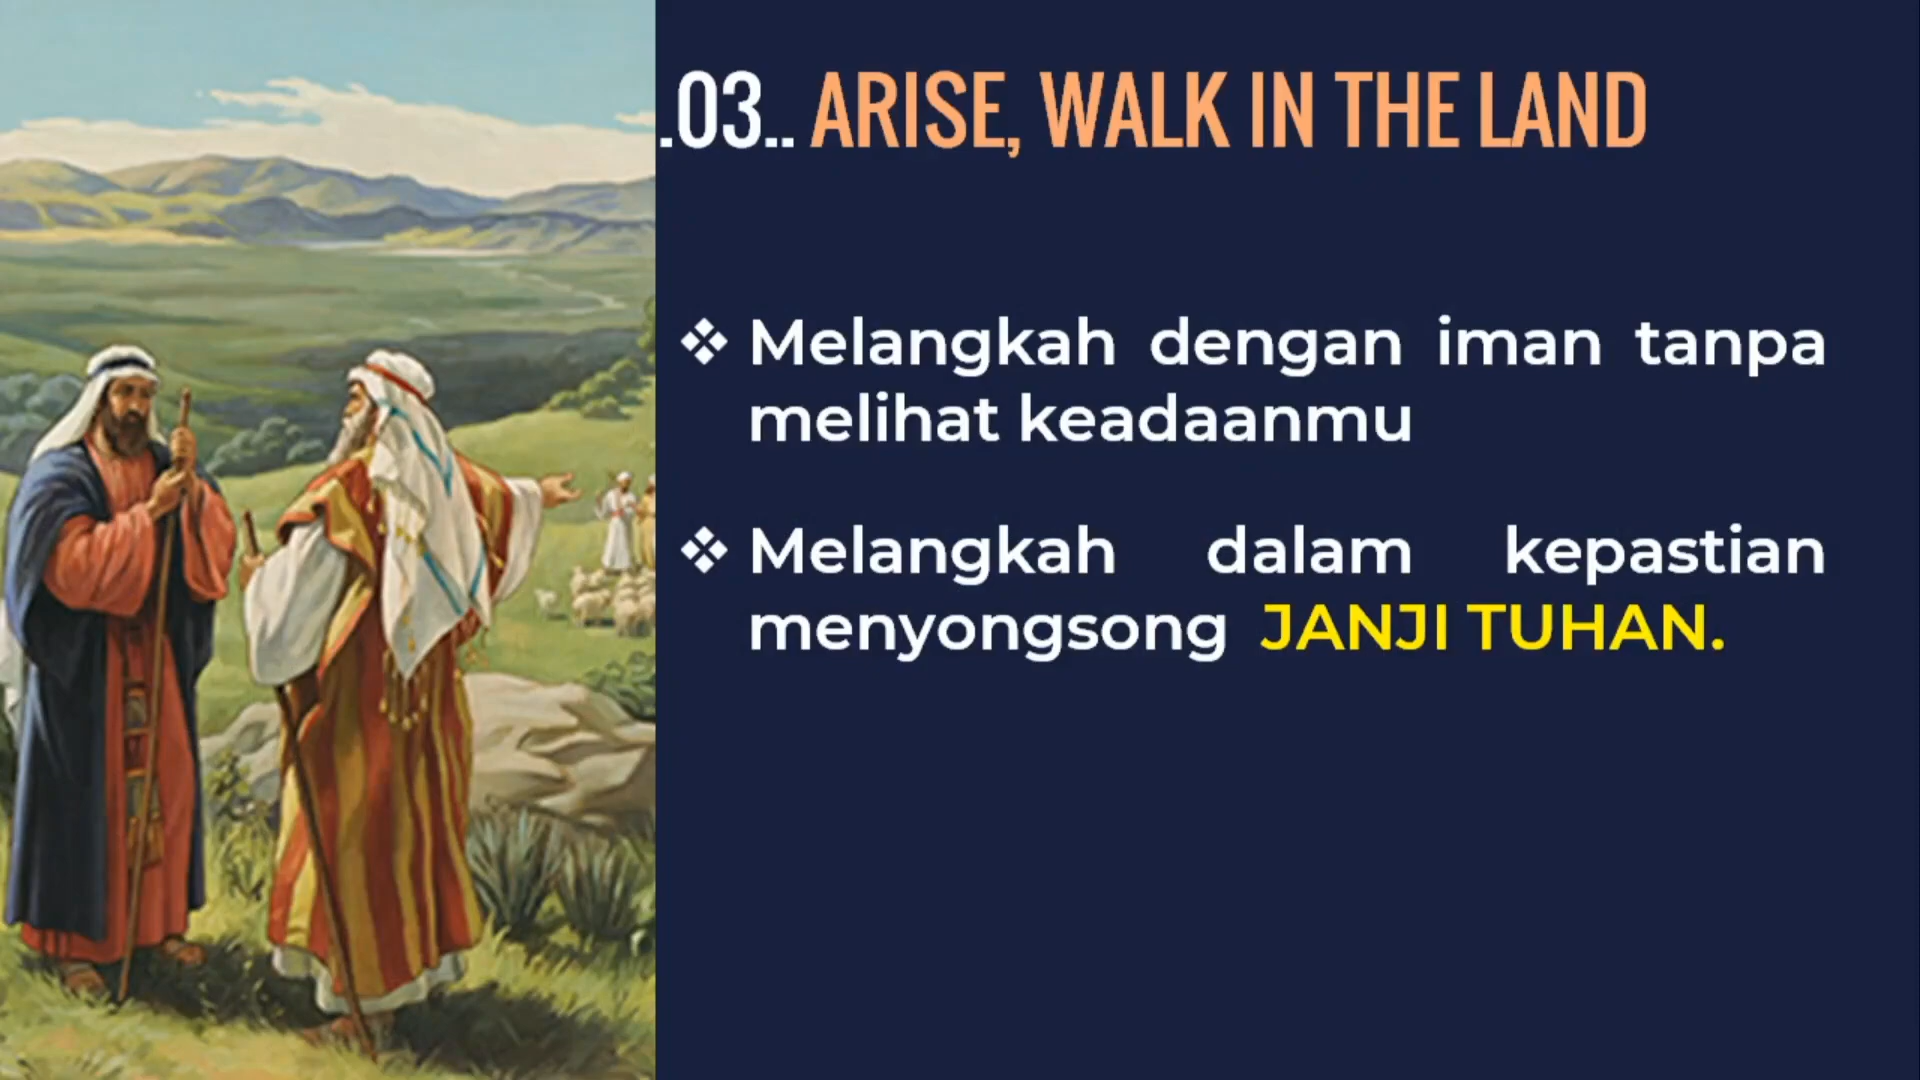 .03.. ARISE, WALK IN THE LAND
❖ Melangkah dengan iman tanpa
melihat keadaanmu
❖ Melangkah dalam kepastian
menyongsong JANJI TUHAN.